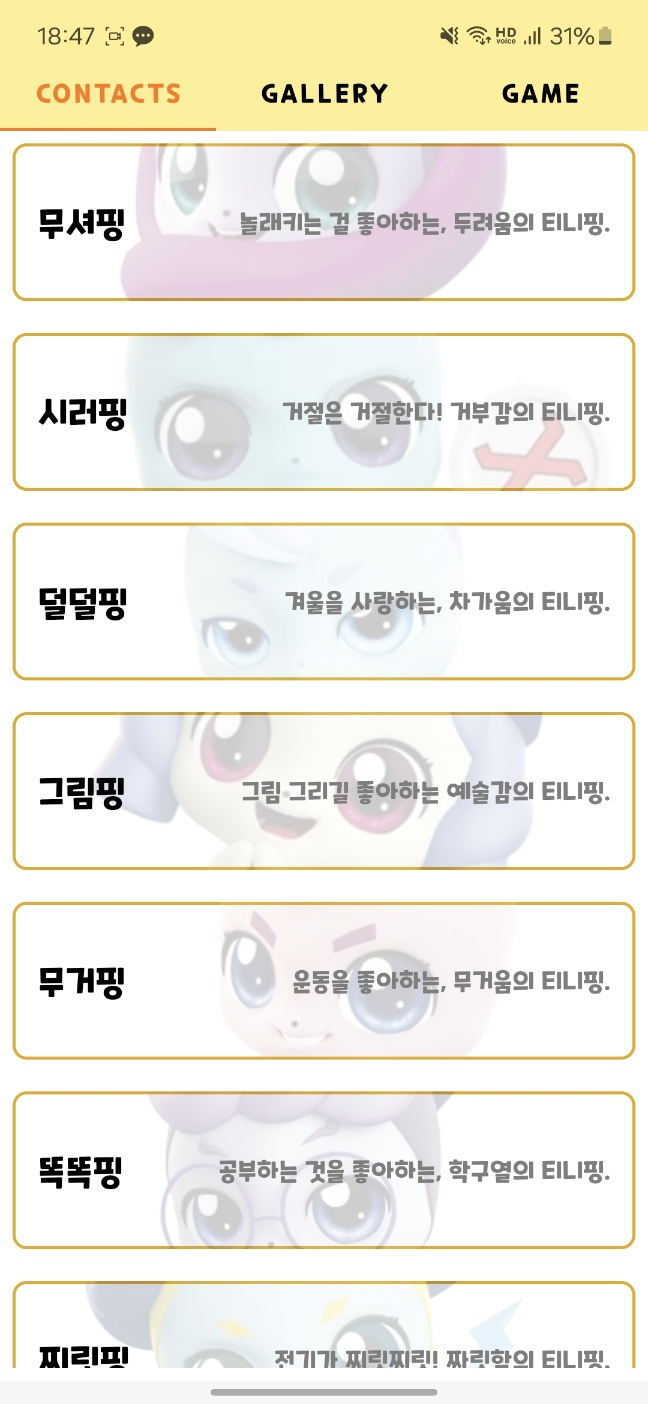 18:47
HD voice
31%
CONTACTS GALLERY GAME
무셔핑 놀래키는 걸 좋아하는, 두려움의 티니핑.
시러핑 거절은 거절한다! 거부감의 티니핑.
덜덜핑 겨울을 사랑하는, 차가움의 티니핑.
그림핑 그림 그리길 좋아하는 예술감의 티니핑.
무거핑 운동을 좋아하는, 무거움의 티니핑.
똑똑핑 공부하는 것을 좋아하는, 학구열의 티니핑.
찌릿핑 전기가 찌릿찌릿! 짜릿함의 티니핑.